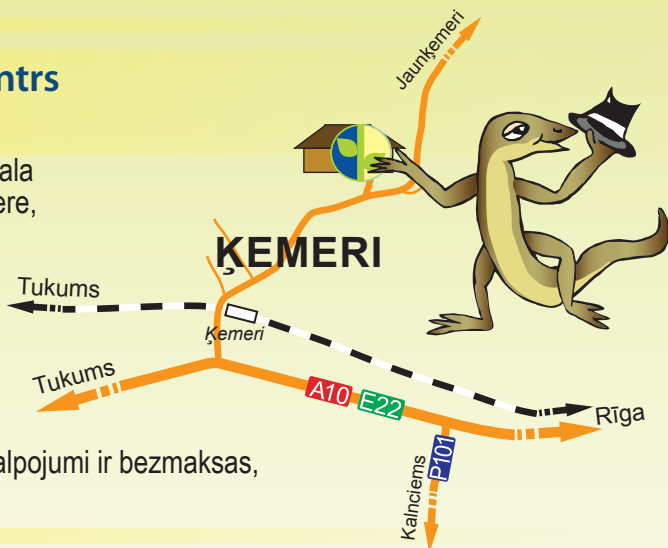 ntrs
Jaunķemeri
ala
ere,
ĶEMERI
Tukums
Ķemeri
Tukums
A10
E22
Rīga
P101
alpojumi ir bezmaksas,
Kalnciems